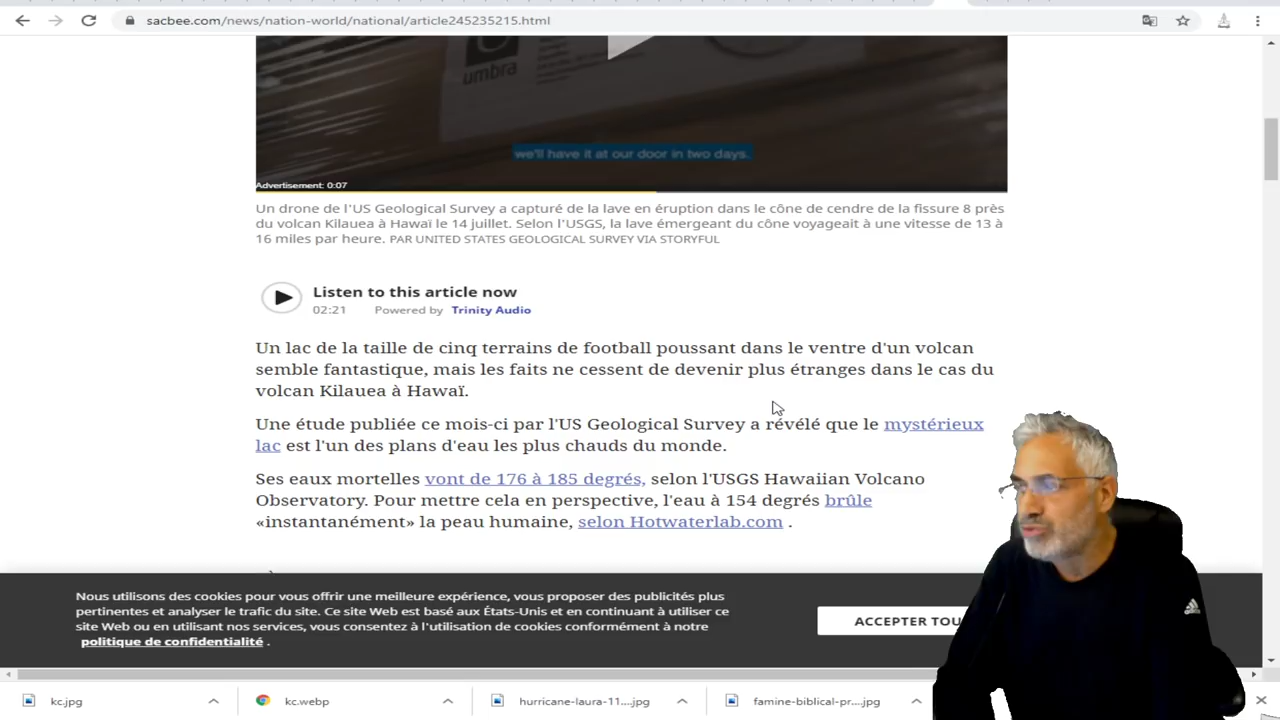 sacbee.com/news/nation-world/national/article245235215.html
umbra
we'll have it at our door in two days.
Advertisement: 0:07
Un drone de l'US Geological Survey a capturé de la lave en éruption dans le cône de cendre de la fissure 8 près
du volcan Kilauea à Hawaï le 14 juillet. Selon l'USGS, la lave émergeant du cône voyageait à une vitesse de 13 à
16 miles par heure. PAR UNITED STATES GEOLOGICAL SURVEY VIA STORYFUL
Listen to this article now
02:21 Powered by Trinity Audio
Un lac de la taille de cinq terrains de football poussant dans le ventre d'un volcan
semble fantastique, mais les faits ne cessent de devenir plus étranges dans le cas du
volcan Kilauea à Hawaï.
Une étude publiée ce mois-ci par l'US Geological Survey a révélé que le mystérieux
lac est l'un des plans d'eau les plus chauds du monde.
Ses eaux mortelles vont de 176 à 185 degrés, selon l'USGS Hawaiian Volcano
Observatory. Pour mettre cela en perspective, l'eau à 154 degrés brûle
«instantanément» la peau humaine, selon Hotwaterlab.com .
Nous utilisons des cookies pour vous offrir une meilleure expérience, vous proposer des publicités plus
pertinentes et analyser le trafic du site. Ce site Web est basé aux États-Unis et en continuant à utiliser ce
site Web ou en utilisant nos services, vous consentez à l'utilisation de cookies conformément à notre
politique de confidentialité .
ACCEPTER TOU
kc.jpg
kc.webp
hurricane-laura-11....jpg
famine-biblical-pr....jpg